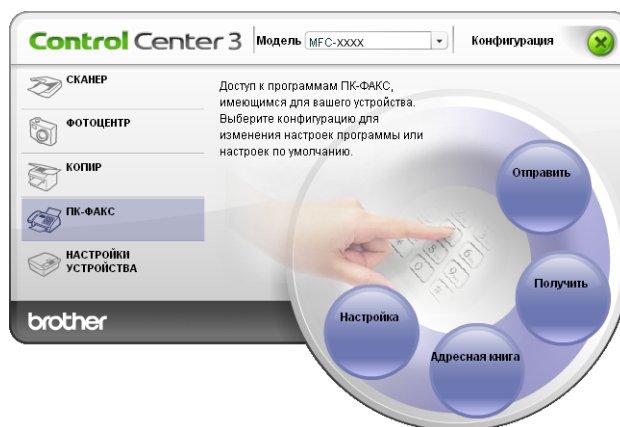 Control Center 3
Модель
MFC-XXXX
Конфигурация
СКАНЕР
ФОТОЦЕНТР
КОПИР
ПК-ФАКС
НАСТРОЙКИ
УСТРОЙСТВА
Доступ к программам ПК-ФАКС,
имеющимся для вашего устройства.
Выберите конфигурацию для
изменения настроек программы или
настроек по умолчанию.
Отправить
Получить
Адресная книга
Настройка
brother